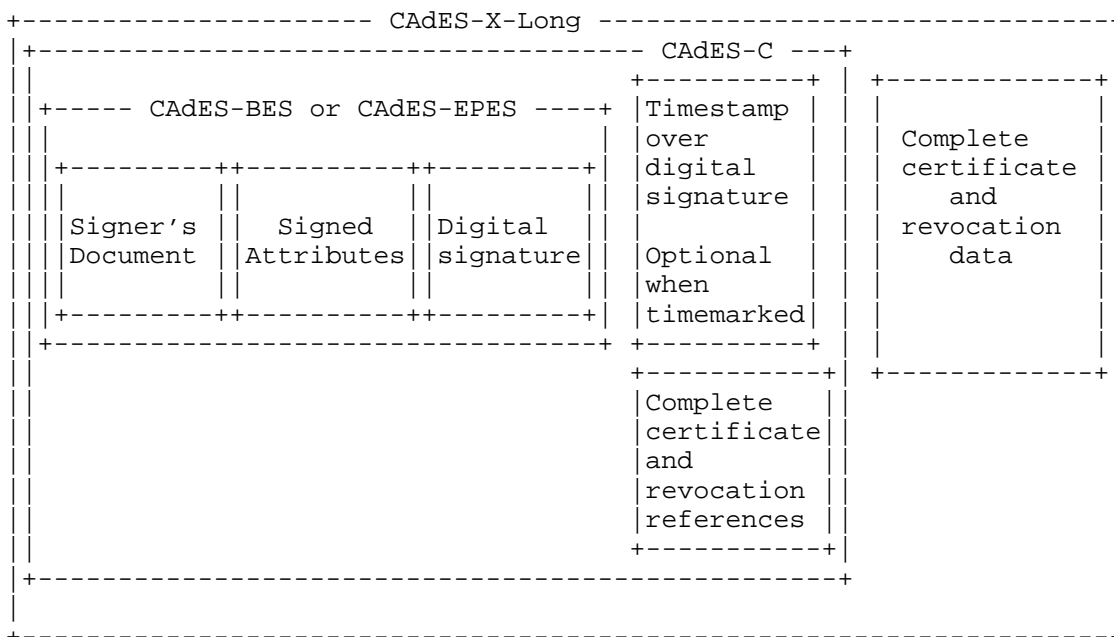 CAdES-X-Long
CAdES-C
CAdES-BES or CAdES-EPES
Signer's
Document
Signed
Attributes
Digital
signature
Timestamp
over
digital
signature
Optional
when
timemarked
Complete
certificate
and
revocation
references
Complete
certificate
and
revocation
data